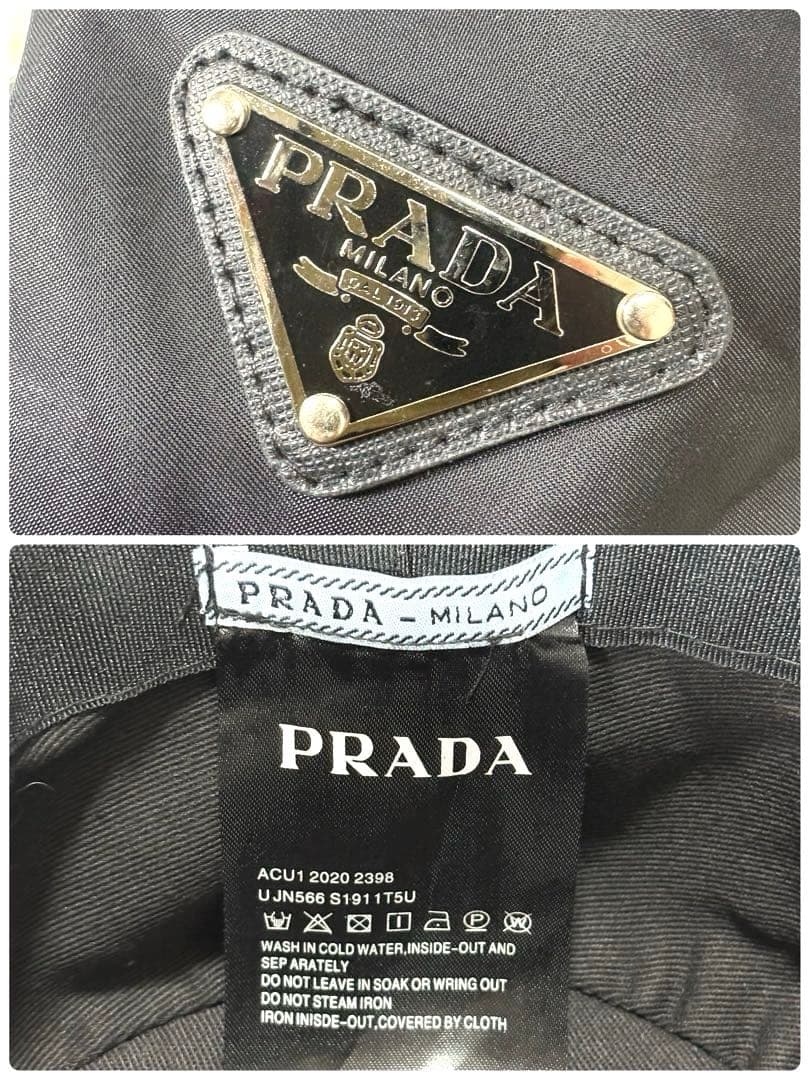 PRADA
MILANO
DAL 1913
PRADA - MILANO
PRADA
ACU1 2020 2398
UJN566 S1911T5U
WASH IN COLD WATER,INSIDE-OUT AND
SEP ARATELY
DO NOT LEAVE IN SOAK OR WRING OUT
DO NOT STEAM IRON
IRON INISDE-OUT,COVERED BY CLOTH